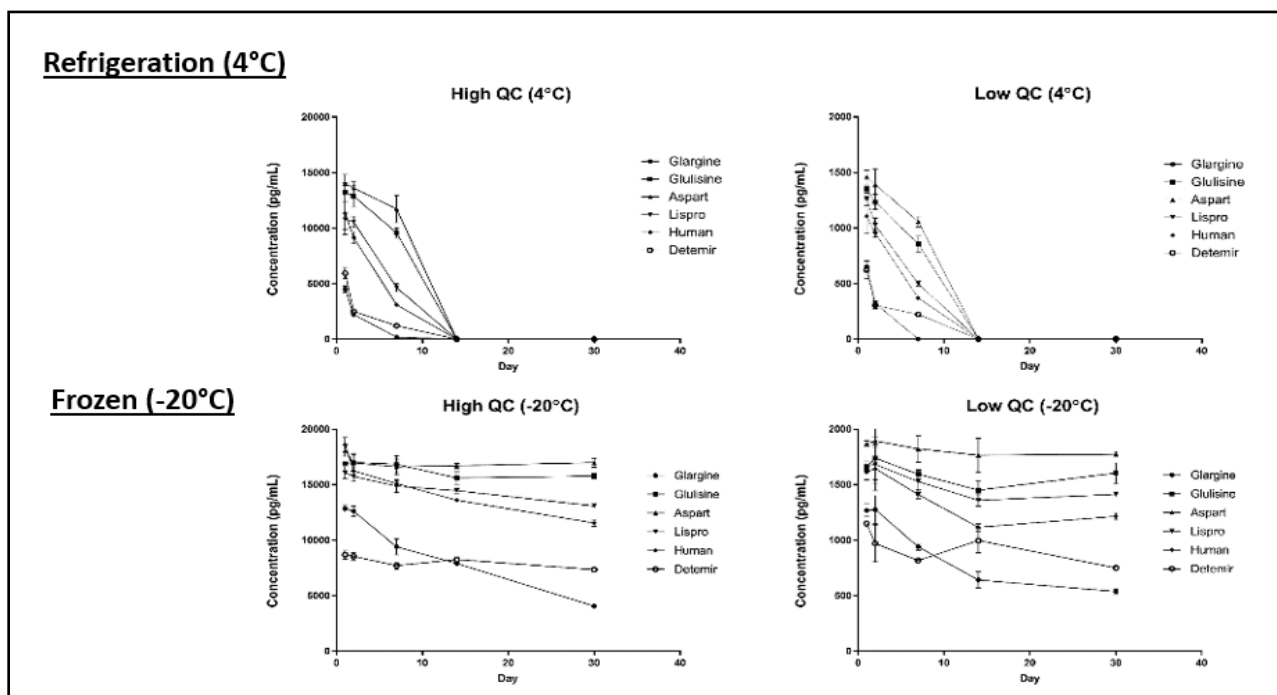 Refrigeration (4°C)
High QC (4°C)
Concentration (pg/mL)
20000
15000
10000
5000
0
0
10
20
30
40
Day
Glargine
Glulisine
Aspart
Lispro
Human
Detemir
Low QC (4°C)
Concentration (pg/mL)
2000
1500
1000
500
0
0
10
20
30
40
Day
Glargine
Glulisine
Aspart
Lispro
Human
Detemir
Frozen (-20°C)
High QC (-20°C)
Concentration (pg/mL)
20000
15000
10000
5000
0
0
10
20
30
40
Day
Glargine
Glulisine
Aspart
Lispro
Human
Detemir
Low QC (-20°C)
Concentration (pg/mL)
2000
1500
1000
500
0
0
10
20
30
40
Day
Glargine
Glulisine
Aspart
Lispro
Human
Detemir